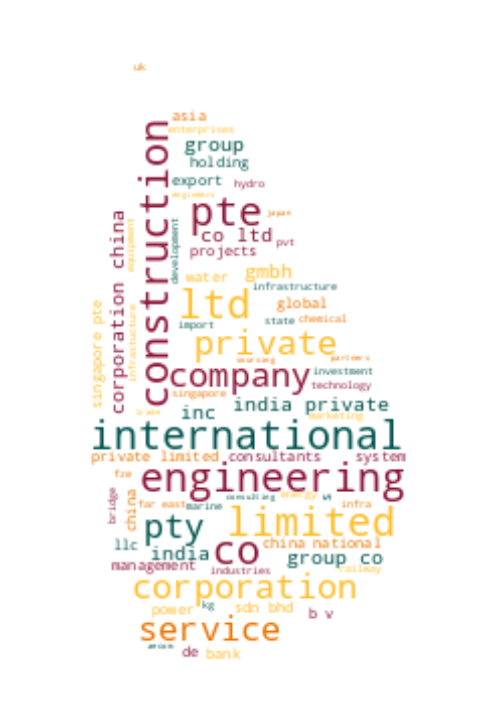 uk
asia
enterprises
construction
group
holding
export
hydro
engineers
pte
japan
corporation china
equipment
development
co ltd
pvt
projects
water
gmbh
infrastructure
singapore pte
infrastucture
ltd
global
import
state
chemical
private
sourcing
partners
company
investment
technology
singapore
india private
trade
inc
marketing
international
private limited
consultants
system
fze
engineering
bridge
china
consulting
energy
far east
marine
infra
limited
pty
llc
india
co
china national
group co
management
industries
railway
corporation
power
kg
sdn bhd
b v
service
aecom
de
bank